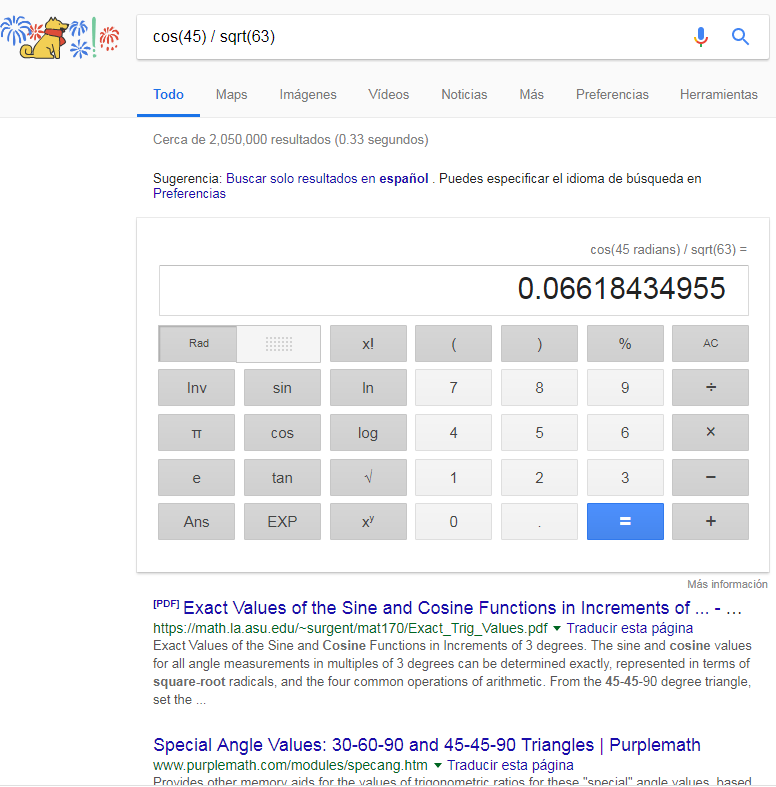 cos(45) / sqrt(63)
Todo Maps Imágenes Vídeos Noticias Más Preferencias Herramientas
Cerca de 2,050,000 resultados (0.33 segundos)
Sugerencia: Buscar solo resultados en español . Puedes especificar el idioma de búsqueda en
Preferencias
cos(45 radians) / sqrt(63) =
0.06618434955
Rad x! ( ) % AC
Inv sin ln 7 8 9 ÷
π cos log 4 5 6 ×
e tan √ 1 2 3 −
Ans EXP xʸ 0 . = +
Más información
[PDF] Exact Values of the Sine and Cosine Functions in Increments of ... - ...
https://math.la.asu.edu/~surgent/mat170/Exact_Trig_Values.pdf ▼ Traducir esta página
Exact Values of the Sine and Cosine Functions in Increments of 3 degrees. The sine and cosine values
for all angle measurements in multiples of 3 degrees can be determined exactly, represented in terms of
square-root radicals, and the four common operations of arithmetic. From the 45-45-90 degree triangle,
set the ...
Special Angle Values: 30-60-90 and 45-45-90 Triangles | Purplemath
www.purplemath.com/modules/specang.htm ▼ Traducir esta página
Provides other memory aids for the values of trigonometric ratios for these "special" angle values, based